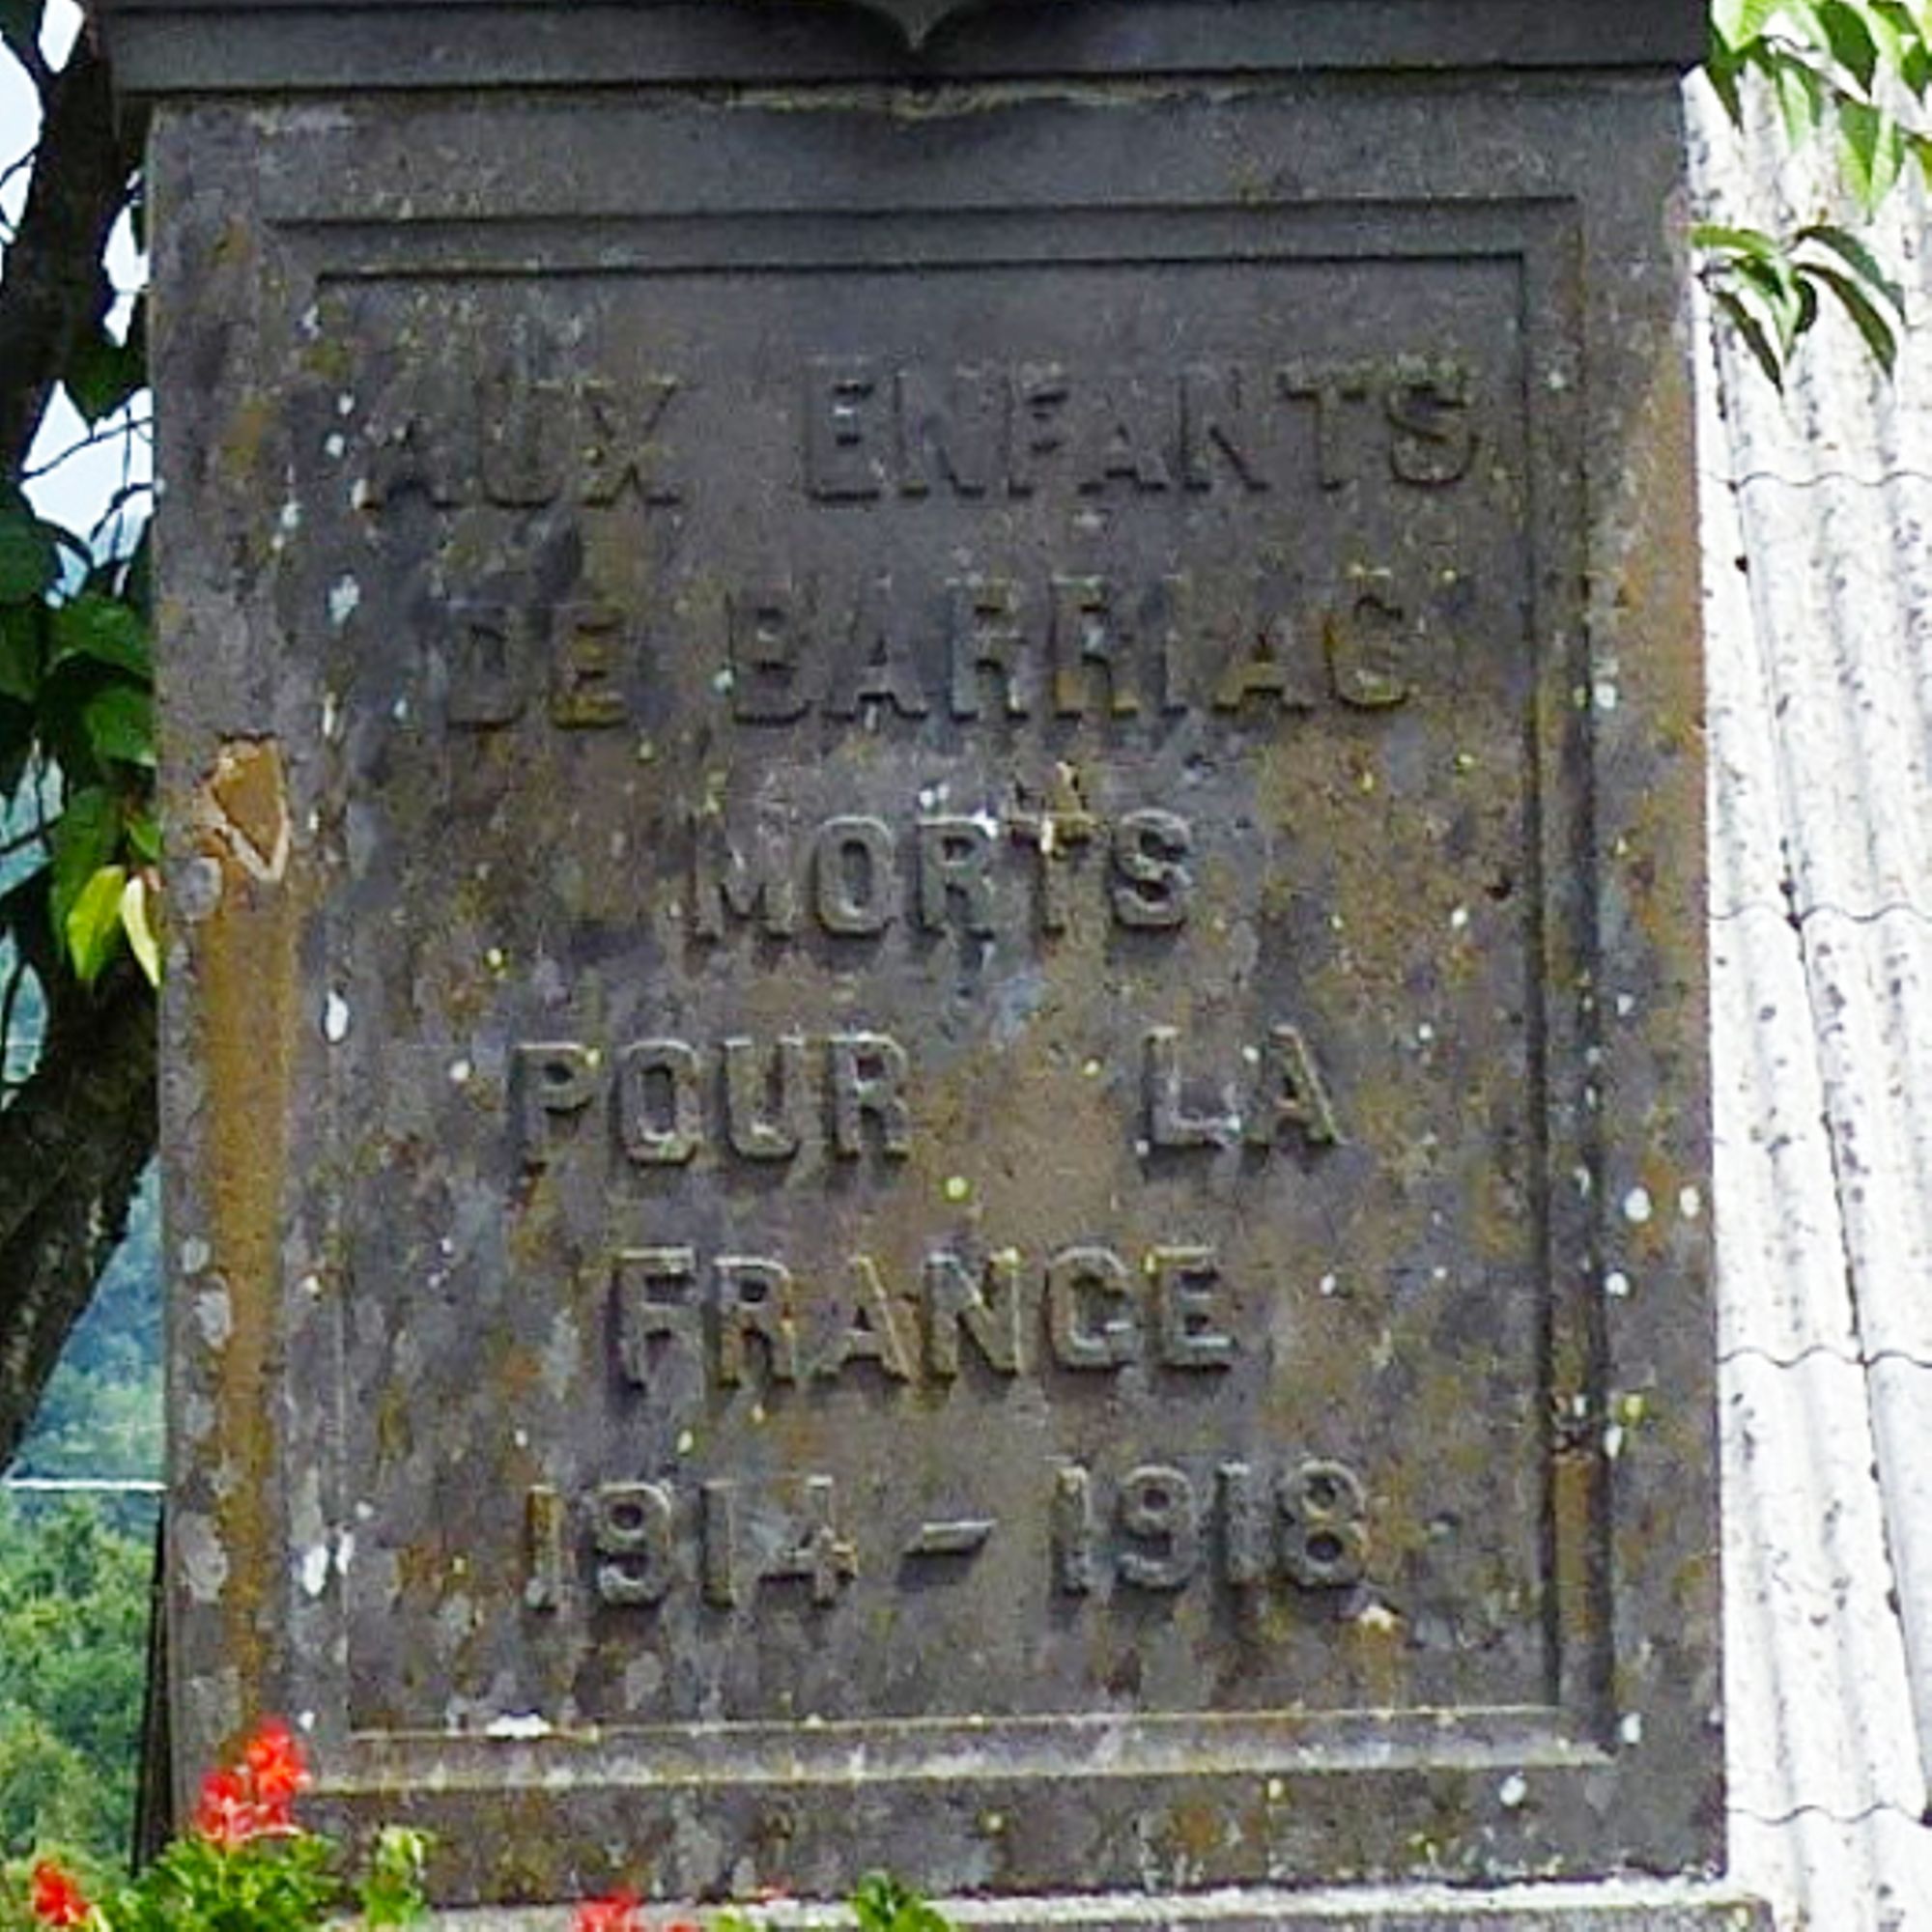 AUX ENFANTS
DE BARRIAC
MORTS
POUR LA
FRANCE
1914 - 1918